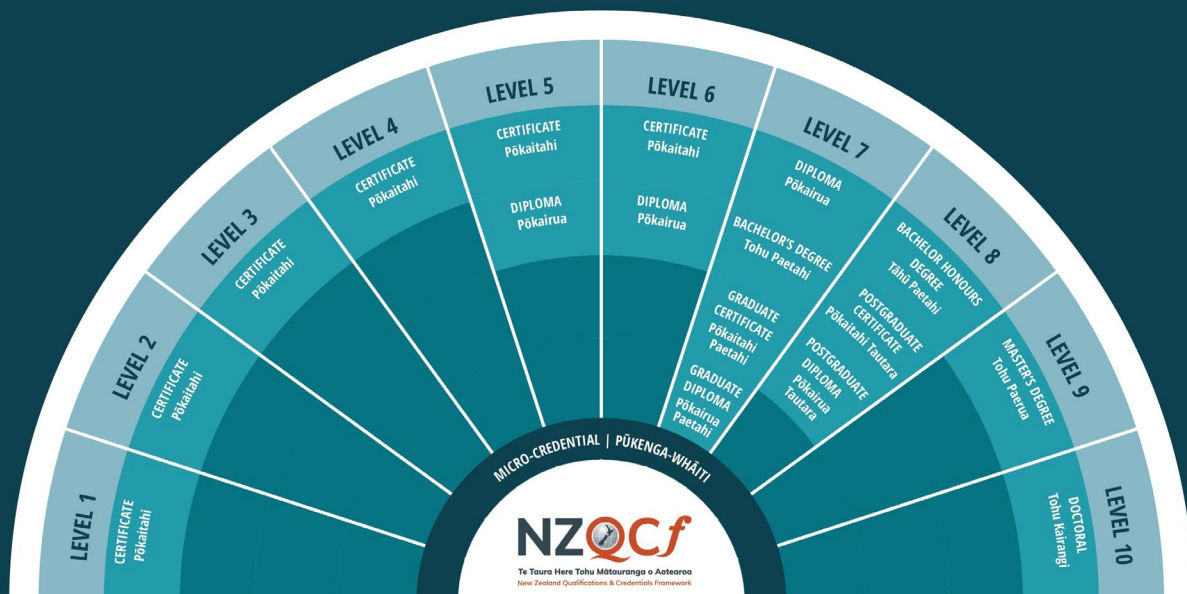 LEVEL 1
CERTIFICATE
Pōkaitahi
LEVEL 2
CERTIFICATE
Pōkaitahi
LEVEL 3
CERTIFICATE
Pōkaitahi
LEVEL 4
CERTIFICATE
Pōkaitahi
LEVEL 5
CERTIFICATE
Pōkaitahi
DIPLOMA
Pōkairua
LEVEL 6
CERTIFICATE
Pōkaitahi
DIPLOMA
Pōkairua
LEVEL 7
DIPLOMA
Pōkairua
BACHELOR'S DEGREE
Tohu Paetahi
GRADUATE
CERTIFICATE
Pōkaitahi
Paetahi
GRADUATE
DIPLOMA
Pōkairua
Paetahi
LEVEL 8
BACHELOR HONOURS
DEGREE
Tāhū Paetahi
POSTGRADUATE
CERTIFICATE
Pōkaitahi Tautara
POSTGRADUATE
DIPLOMA
Pōkairua
Tautara
LEVEL 9
MASTER'S DEGREE
Tohu Paerua
LEVEL 10
DOCTORAL
Tohu Kairangi
MICRO-CREDENTIAL | PŪKENGA-WHĀITI
NZQCf
Te Taura Here Tohu Mātauranga o Aotearoa
New Zealand Qualifications & Credentials Framework